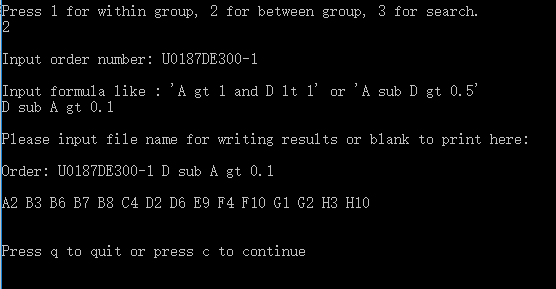 Press 1 for within group, 2 for between group, 3 for search.
2
Input order number: U0187DE300-1
Input formula like : 'A gt 1 and D lt 1' or 'A sub D gt 0.5'
D sub A gt 0.1
Please input file name for writing results or blank to print here:
Order: U0187DE300-1 D sub A gt 0.1
A2 B3 B6 B7 B8 C4 D2 D6 E9 F4 F10 G1 G2 H3 H10
Press q to quit or press c to continue